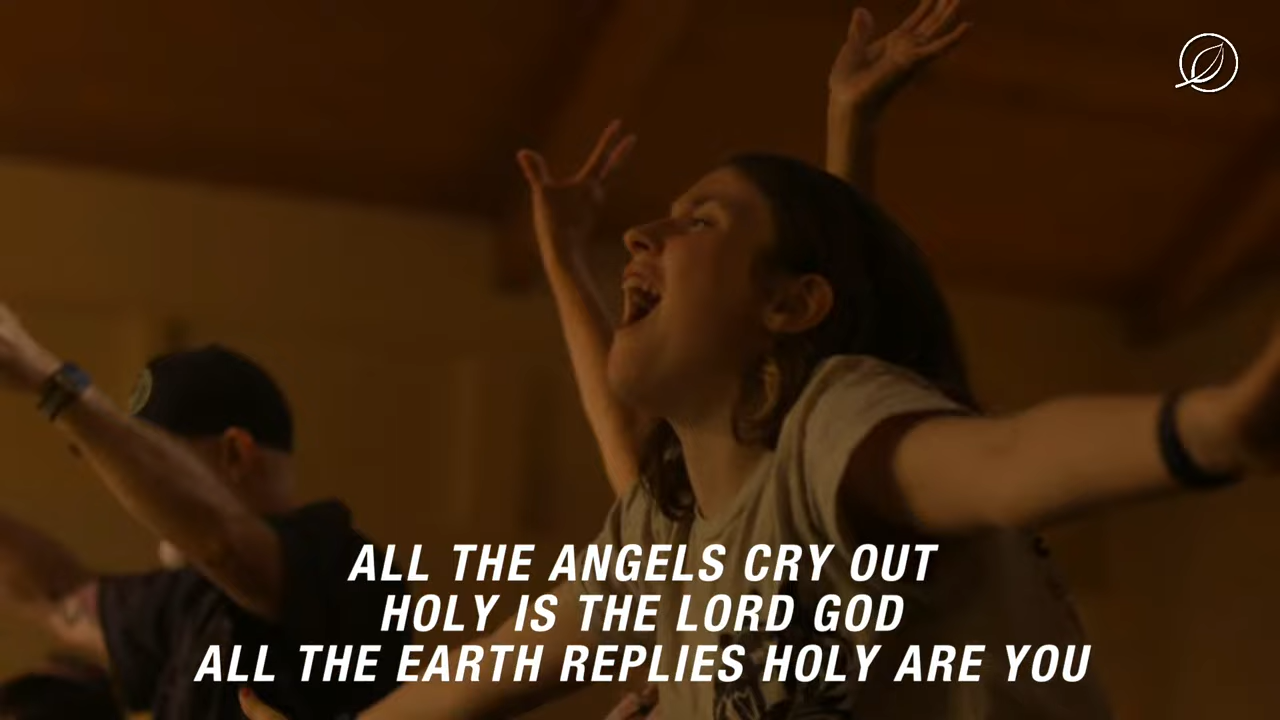 ALL THE ANGELS CRY OUT
HOLY IS THE LORD GOD
ALL THE EARTH REPLIES HOLY ARE YOU